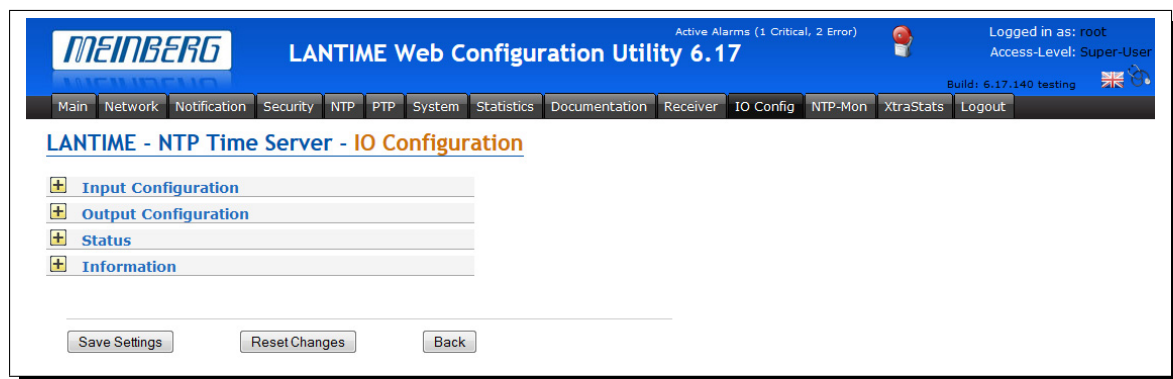 MEINBERG
LANTIME Web Configuration Utility 6.17
Active Alarms (1 Critical, 2 Error)
Logged in as: root
Access-Level: Super-User
Build: 6.17.140 testing
Main Network Notification Security NTP PTP System Statistics Documentation Receiver IO Config NTP-Mon XtraStats Logout
LANTIME - NTP Time Server - IO Configuration
Input Configuration
Output Configuration
Status
Information
Save Settings Reset Changes Back